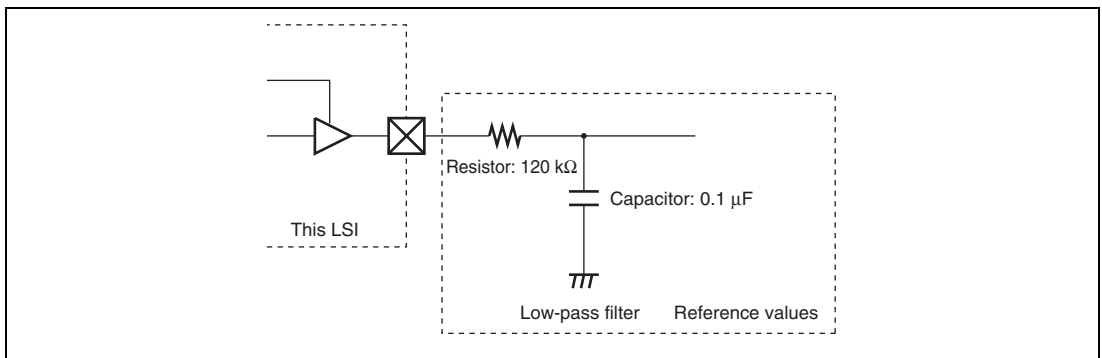 Resistor: 120 kΩ
Capacitor: 0.1 μF
This LSI
Low-pass filter Reference values